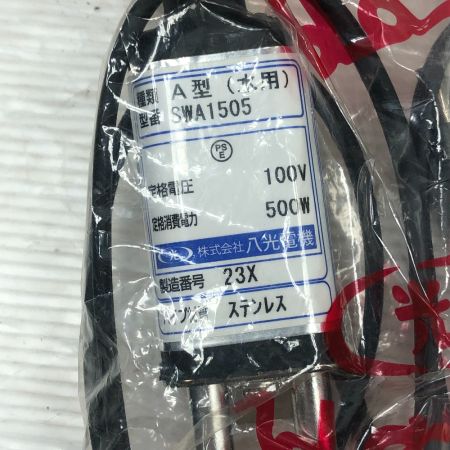 種類 A型(水用)
型番 SWA1505
PS
E
定格電圧 100V
定格消費電力 500W
株式会社 八光電機
製造番号 23X
ステンレス